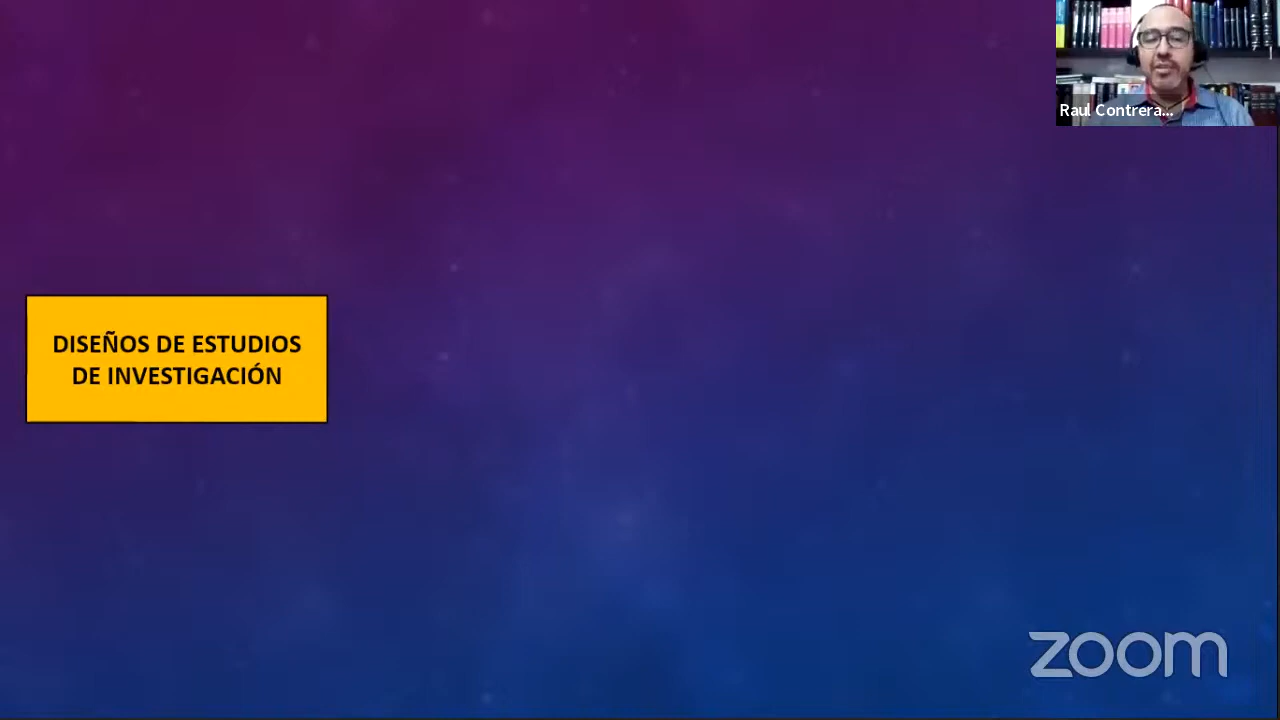 Raul Contrera...
DISEÑOS DE ESTUDIOS
DE INVESTIGACIÓN
zoom